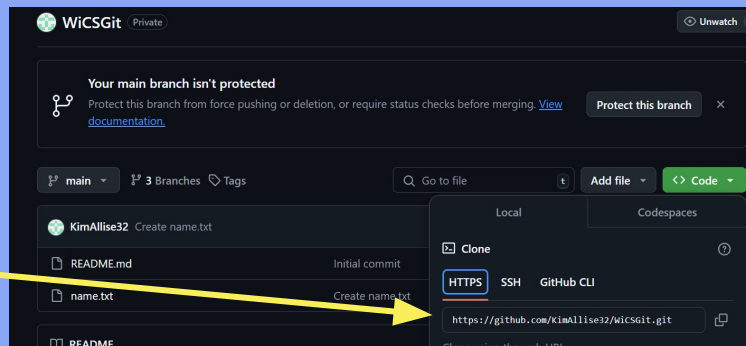 WiCSGit Private
Unwatch
Your main branch isn't protected
Protect this branch from force pushing or deletion, or require status checks before merging. View
documentation.
Protect this branch
main
3 Branches
Tags
Go to file
t
Add file
Code
Local
Codespaces
KimAllise32 Create name.txt
Clone
README.md
Initial commit
HTTPS
SSH
GitHub CLI
name.txt
Create name.txt
https://github.com/KimAllise32/WiCSGit.git
README